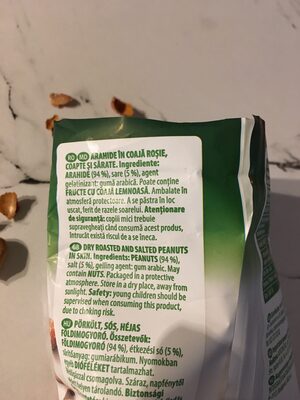 RO MD ARAHIDE ÎN COAJĂ ROȘIE,
COAPTE ȘI SĂRATE. Ingrediente:
ARAHIDE (94 %), sare (5 %), agent
gelatinizant: gumă arabică. Poate conține
FRUCTE CU COAJĂ LEMNOASĂ. Ambalate în
atmosferă protectoare. A se păstra în loc
uscat, ferit de razele soarelui. Atenționare
de siguranță: copiii mici trebuie
supravegheați când consumă acest produs,
întrucât există riscul de a se îneca.
GB DRY ROASTED AND SALTED PEANUTS
IN SKIN. Ingredients: PEANUTS (94%),
salt (5 %), gelling agent: gum arabic. May
contain NUTS. Packaged in a protective
atmosphere. Store in a dry place, away from
sunlight. Safety: young children should be
supervised when consuming this product,
due to choking risk.
HU PÖRKÖLT, SÓS, HÉJAS
FÖLDIMOGYORÓ. Összetevők:
FÖLDIMOGYORÓ (94 %), étkezési só (5 %),
gumiarábikum. Nyomokban
DIÓFÉLÉKET tartalmazhat.
csomagolva. Száraz, napfénytől
helyen tárolandó. Biztonsági